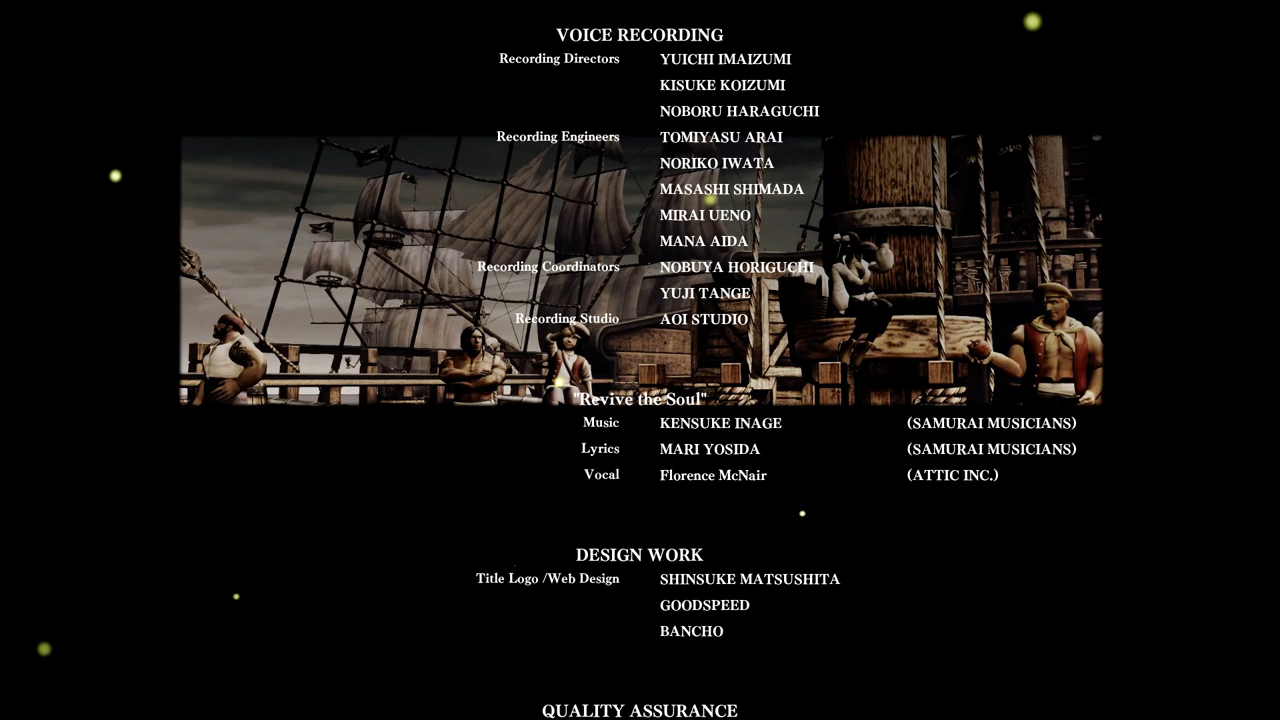 VOICE RECORDING
Recording Directors YUICHI IMAIZUMI
KISUKE KOIZUMI
NOBORU HARAGUCHI
Recording Engineers TOMIYASU ARAI
NORIKO IWATA
MASASHI SHIMADA
MIRAI UENO
MANA AIDA
Recording Coordinators NOBUYA HORIGUCHI
YUJI TANGE
Recording Studio AOI STUDIO
"Revive the Soul"
Music KENSUKE INAGE (SAMURAI MUSICIANS)
Lyrics MARI YOSIDA (SAMURAI MUSICIANS)
Vocal Florence McNair (ATTIC INC.)
DESIGN WORK
Title Logo /Web Design SHINSUKE MATSUSHITA
GOODSPEED
BANCHO
QUALITY ASSURANCE